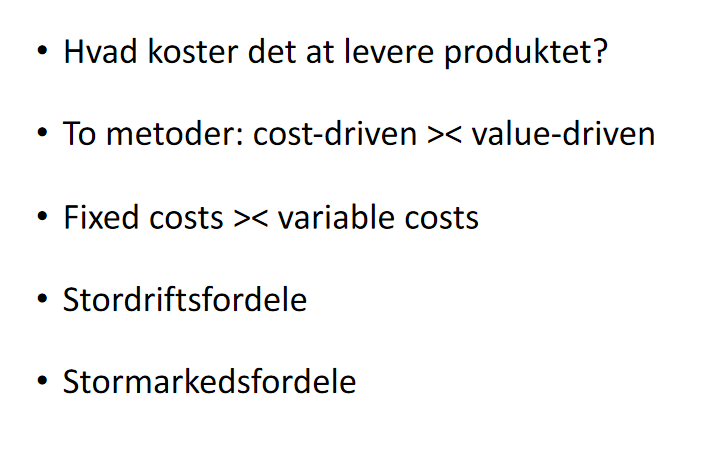 • Hvad koster det at levere produktet?
• To metoder: cost-driven >< value-driven
• Fixed costs >< variable costs
• Stordriftsfordele
• Stormarkedsfordele